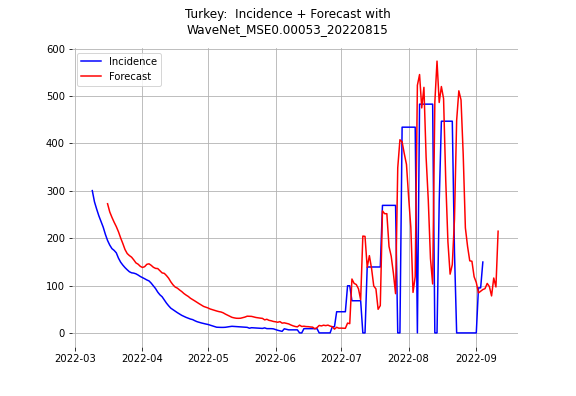 Turkey:  Incidence + Forecast with
WaveNet_MSE0.00053_20220815
600
500
400
300
200
100
0
Incidence
Forecast
2022-03 2022-04 2022-05 2022-06 2022-07 2022-08 2022-09